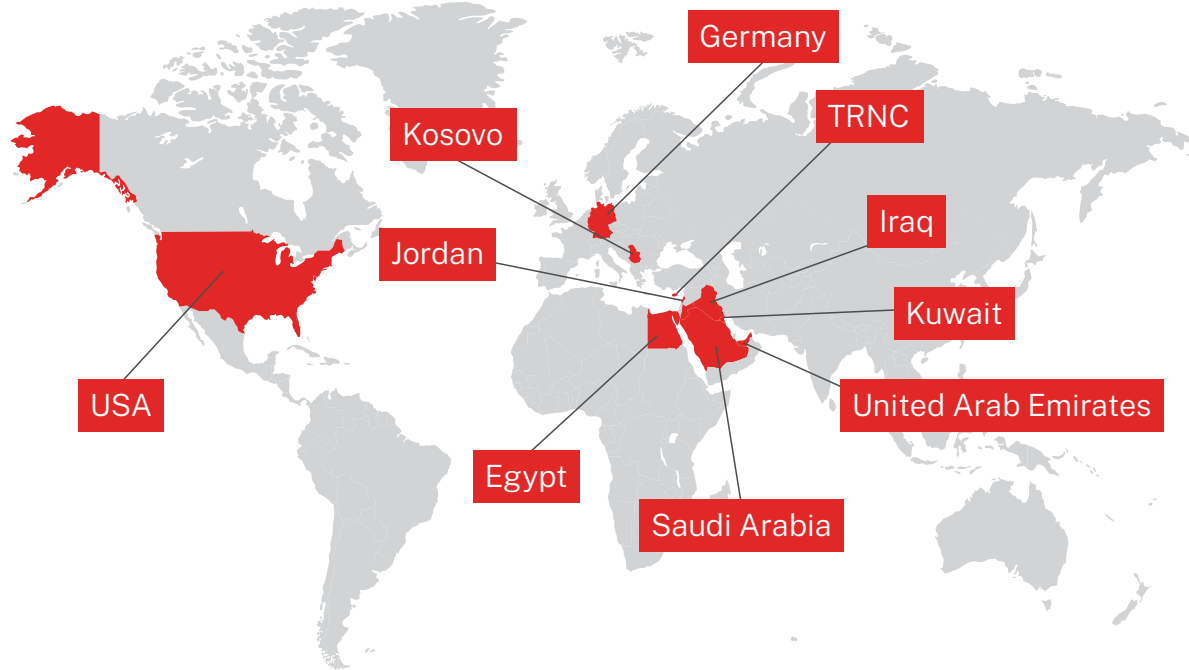 Germany
TRNC
Kosovo
Iraq
Jordan
Kuwait
USA
United Arab Emirates
Egypt
Saudi Arabia